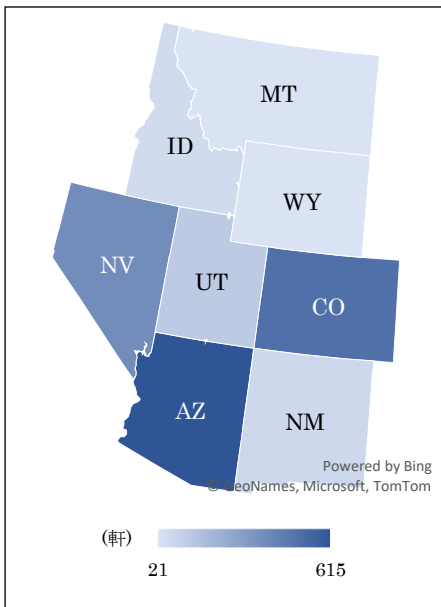 MT
ID
WY
NV
UT
CO
AZ
NM
Powered by Bing
© GeoNames, Microsoft, TomTom
(軒)
21
615